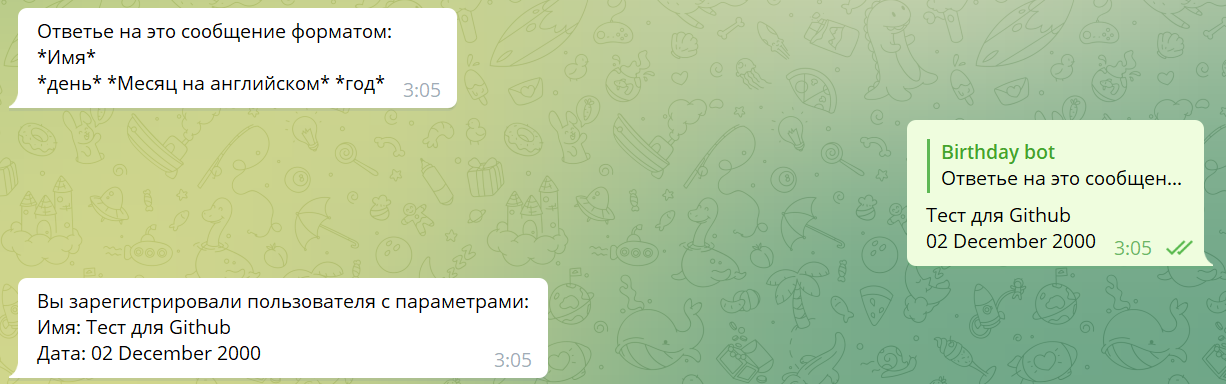 Ответье на это сообщение форматом:
*Имя*
*день* *Месяц на английском* *год* 3:05
Birthday bot
Ответье на это сообщен...
Тест для Github
02 December 2000 3:05
Вы зарегистрировали пользователя с параметрами:
Имя: Тест для Github
Дата: 02 December 2000 3:05